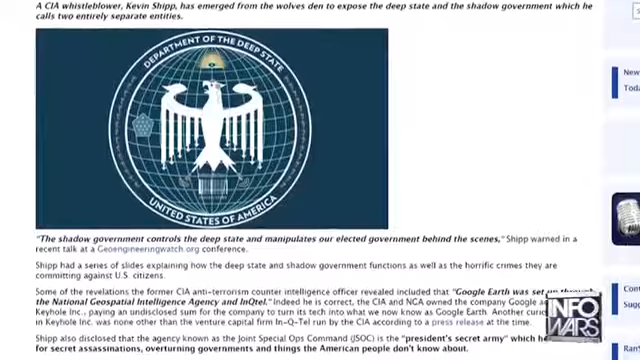 A CIA whistleblower, Kevin Shipp, has emerged from the wolves den to expose the deep state and the shadow government which he
calls two entirely separate entities.
DEPARTMENT OF THE DEEP STATE
UNITED STATES OF AMERICA
"The shadow government controls the deep state and manipulates our elected government behind the scenes," Shipp warned in a
recent talk at a Geoengineeringwatch.org conference.
Shipp had a series of slides explaining how the deep state and shadow government functions as well as the horrific crimes they are
committing against U.S. citizens.
Some of the revelations the former CIA anti-terrorism counter intelligence officer revealed included that "Google Earth was set up through
the National Geospatial Intelligence Agency and InQtel." Indeed he is correct, the CIA and NGA owned the company Google
Keyhole Inc., paying an undisclosed sum for the company to turn its tech into what we now know as Google Earth. Another
in Keyhole Inc. was none other than the venture capital firm In-Q-Tel run by the CIA according to a press release at the time.
Shipp also disclosed that the agency known as the Joint Special Ops Command (JSOC) is the "president's secret army" which he
for secret assassinations, overturning governments and things the American people don't know about.
New
Toda
Cont
Sugg
Rant
INFO
WARS